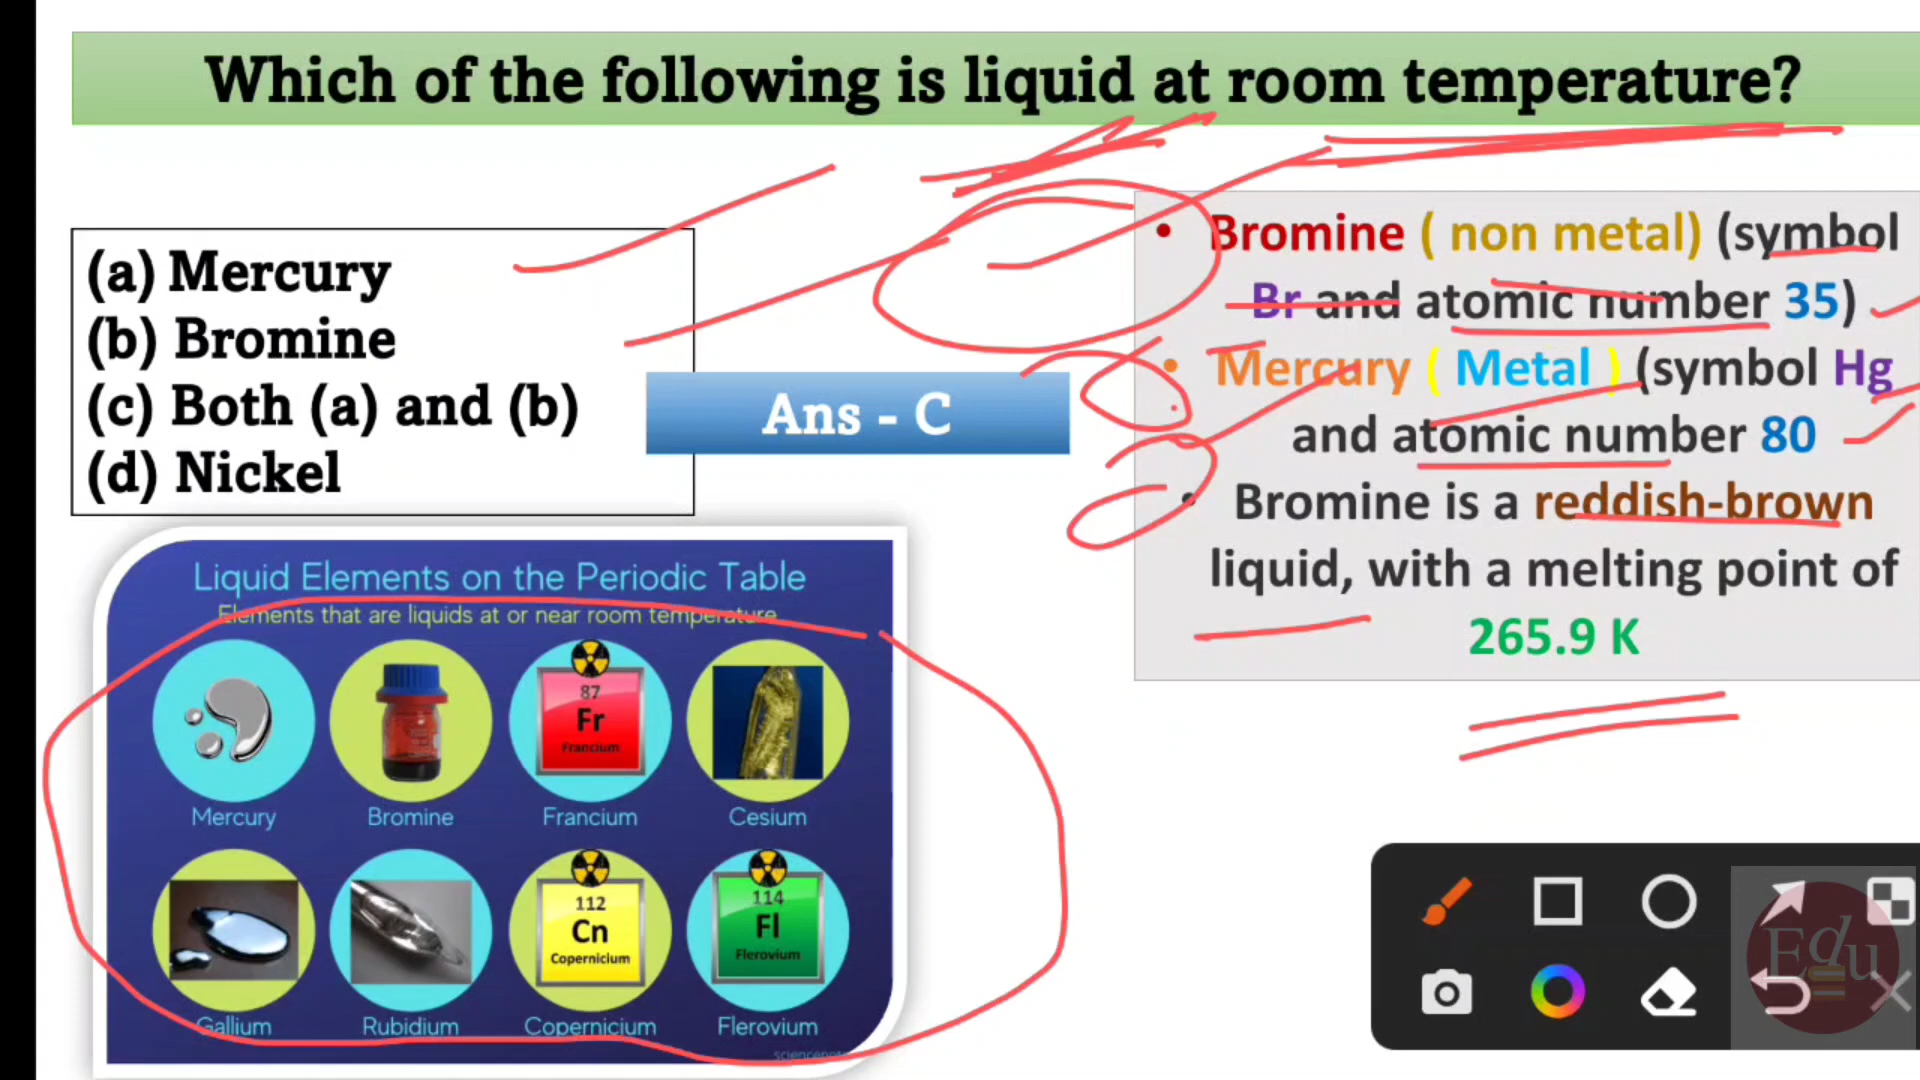 Which of the following is liquid at room temperature?
(a) Mercury
(b) Bromine
(c) Both (a) and (b)
(d) Nickel
Ans - C
• Bromine ( non metal) (symbol
Br and atomic number 35)
• Mercury ( Metal ) (symbol Hg
and atomic number 80
• Bromine is a reddish-brown
liquid, with a melting point of
265.9 K
Liquid Elements on the Periodic Table
Elements that are liquids at or near room temperature
87
Fr
Francium
Mercury
Bromine
Francium
Cesium
112
Cn
Copernicium
114
Fl
Flerovium
Gallium
Rubidium
Copernicium
Flerovium
Edu